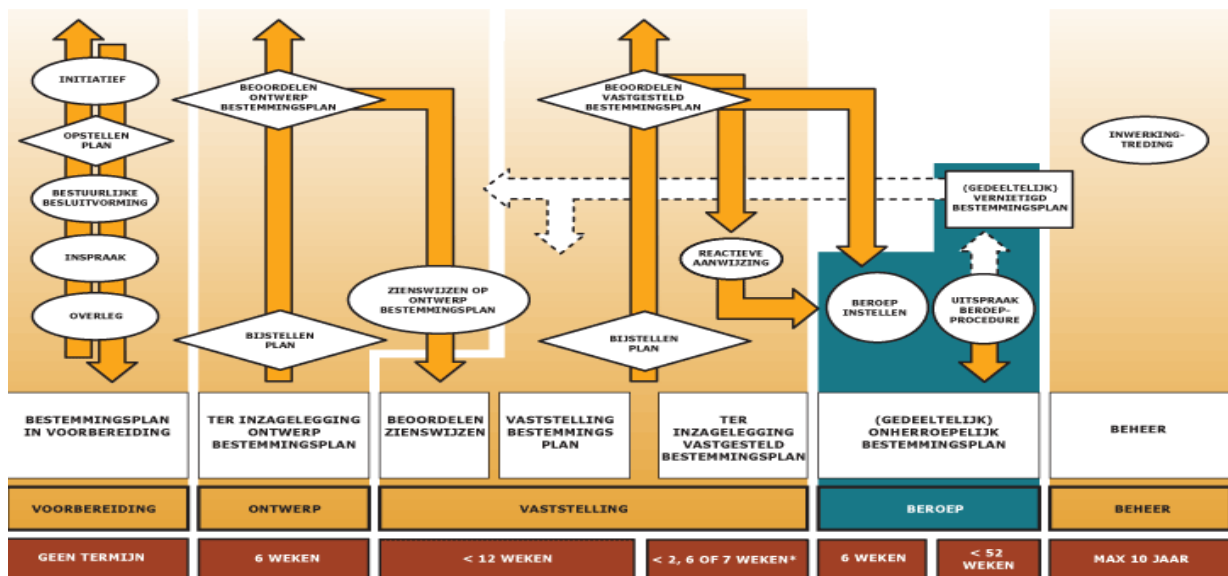 INITIATIEF
OPSTELLEN
PLAN
BESTUURLIJKE
BESLUITVORMING
INSPRAAK
OVERLEG
BEOORDELEN
ONTWERP
BESTEMMINGSPLAN
BIJSTELLEN
PLAN
ZIENSWIJZEN OP
ONTWERP
BESTEMMINGSPLAN
BEOORDELEN
VASTGESTELD
BESTEMMINGSPLAN
REACTIEVE
AANWIJZING
BIJSTELLEN
PLAN
BEROEP
INSTELLEN
(GEDEELTELIJK)
VERNIETIGD
BESTEMMINGSPLAN
UITSPRAAK
BEROEP-
PROCEDURE
INWERKING-
TREDING
BESTEMMINGSPLAN
IN VOORBEREIDING
TER INZAGELEGGING
ONTWERP
BESTEMMINGSPLAN
BEOORDELEN
ZIENSWIJZEN
VASTSTELLING
BESTEMMINGS
PLAN
TER
INZAGELEGGING
VASTGESTELD
BESTEMMINGSPLAN
(GEDEELTELIJK)
ONHERROEPELIJK
BESTEMMINGSPLAN
BEHEER
VOORBEREIDING
ONTWERP
VASTSTELLING
BEROEP
BEHEER
GEEN TERMIJN
6 WEKEN
< 12 WEKEN
< 2, 6 OF 7 WEKEN*
6 WEKEN
< 52
WEKEN
MAX 10 JAAR